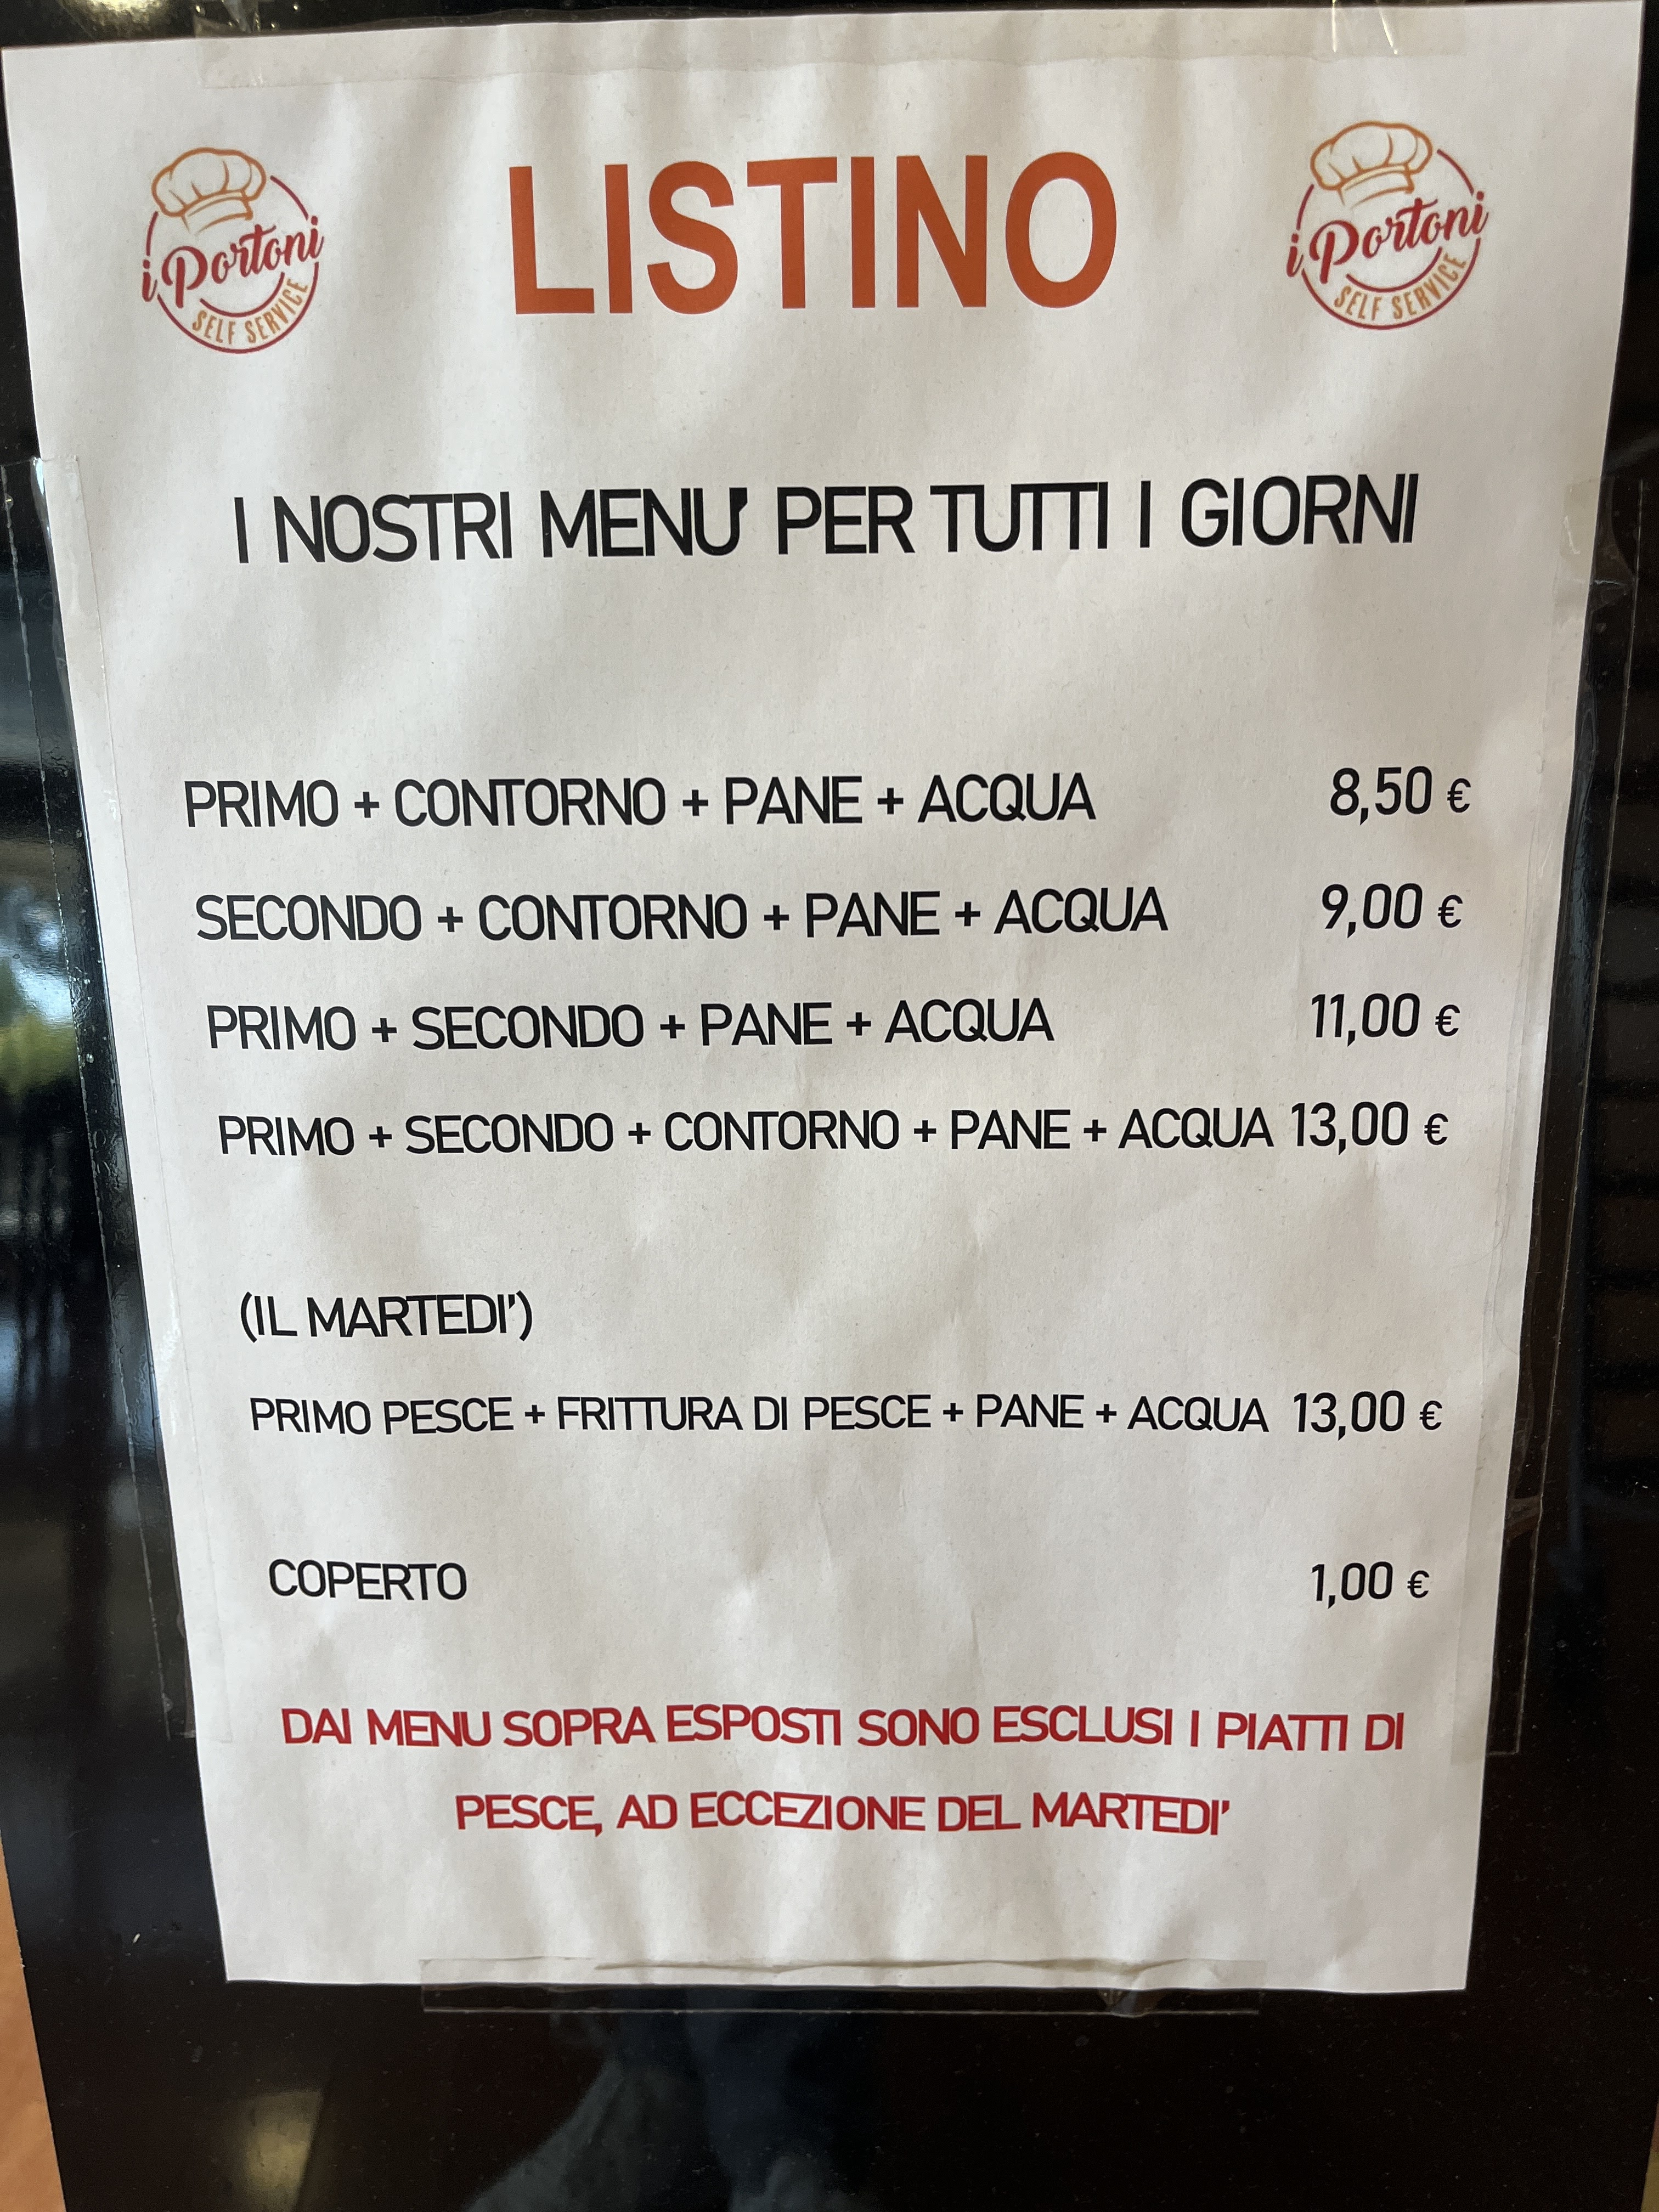 i Portoni
SELF SERVICE
LISTINO
i Portoni
SELF SERVICE
I NOSTRI MENU' PER TUTTI I GIORNI
PRIMO + CONTORNO + PANE + ACQUA 8,50 €
SECONDO + CONTORNO + PANE + ACQUA 9,00 €
PRIMO + SECONDO + PANE + ACQUA 11,00 €
PRIMO + SECONDO + CONTORNO + PANE + ACQUA 13,00 €
(IL MARTEDI')
PRIMO PESCE + FRITTURA DI PESCE + PANE + ACQUA 13,00 €
COPERTO 1,00 €
DAI MENU SOPRA ESPOSTI SONO ESCLUSI I PIATTI DI
PESCE, AD ECCEZIONE DEL MARTEDI'